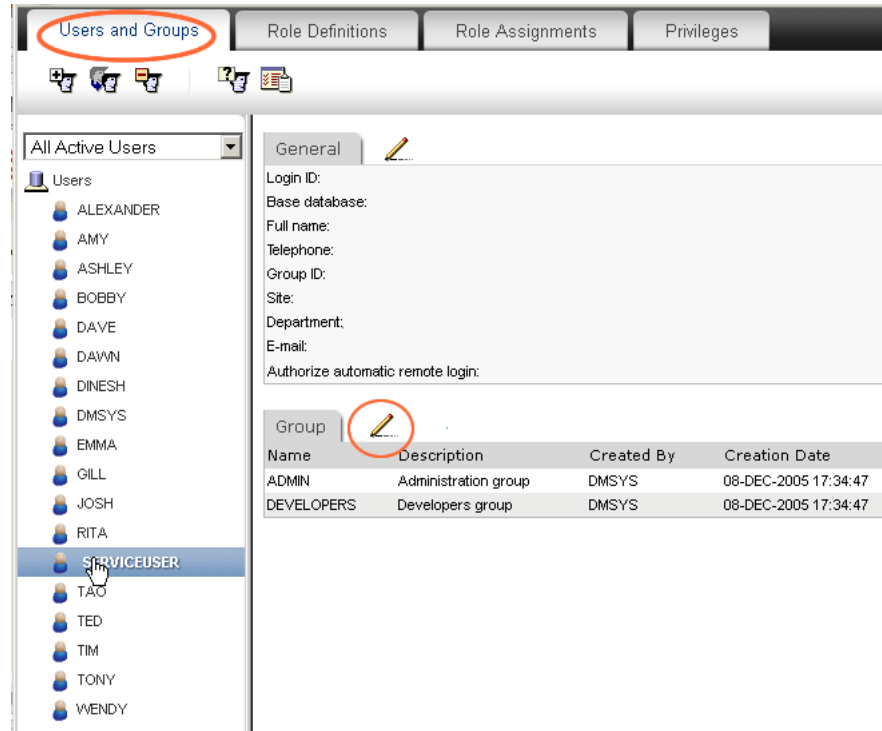 Users and Groups Role Definitions Role Assignments Privileges
All Active Users
Users
ALEXANDER
AMY
ASHLEY
BOBBY
DAVE
DAWN
DINESH
DMSYS
EMMA
GILL
JOSH
RITA
SERVICEUSER
TAO
TED
TIM
TONY
WENDY
General
Login ID:
Base database:
Full name:
Telephone:
Group ID:
Site:
Department:
E-mail:
Authorize automatic remote login:
Group
Name Description Created By Creation Date
ADMIN Administration group DMSYS 08-DEC-2005 17:34:47
DEVELOPERS Developers group DMSYS 08-DEC-2005 17:34:47